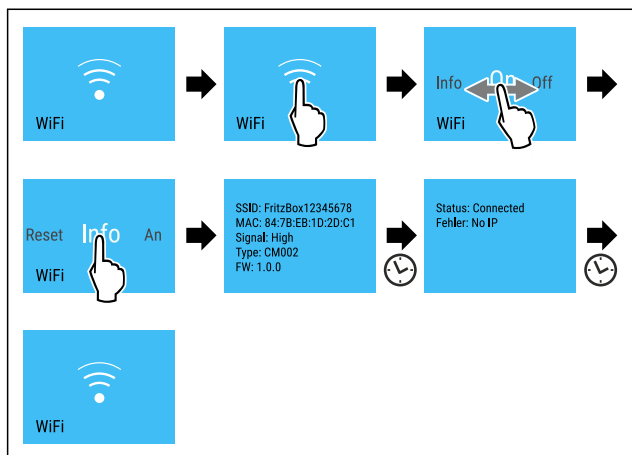 WiFi
WiFi
Info On Off
WiFi
Reset Info An
WiFi
SSID: FritzBox12345678
MAC: 84:7B:EB:1D:2D:C1
Signal: High
Type: CM002
FW: 1.0.0
Status: Connected
Fehler: No IP
WiFi